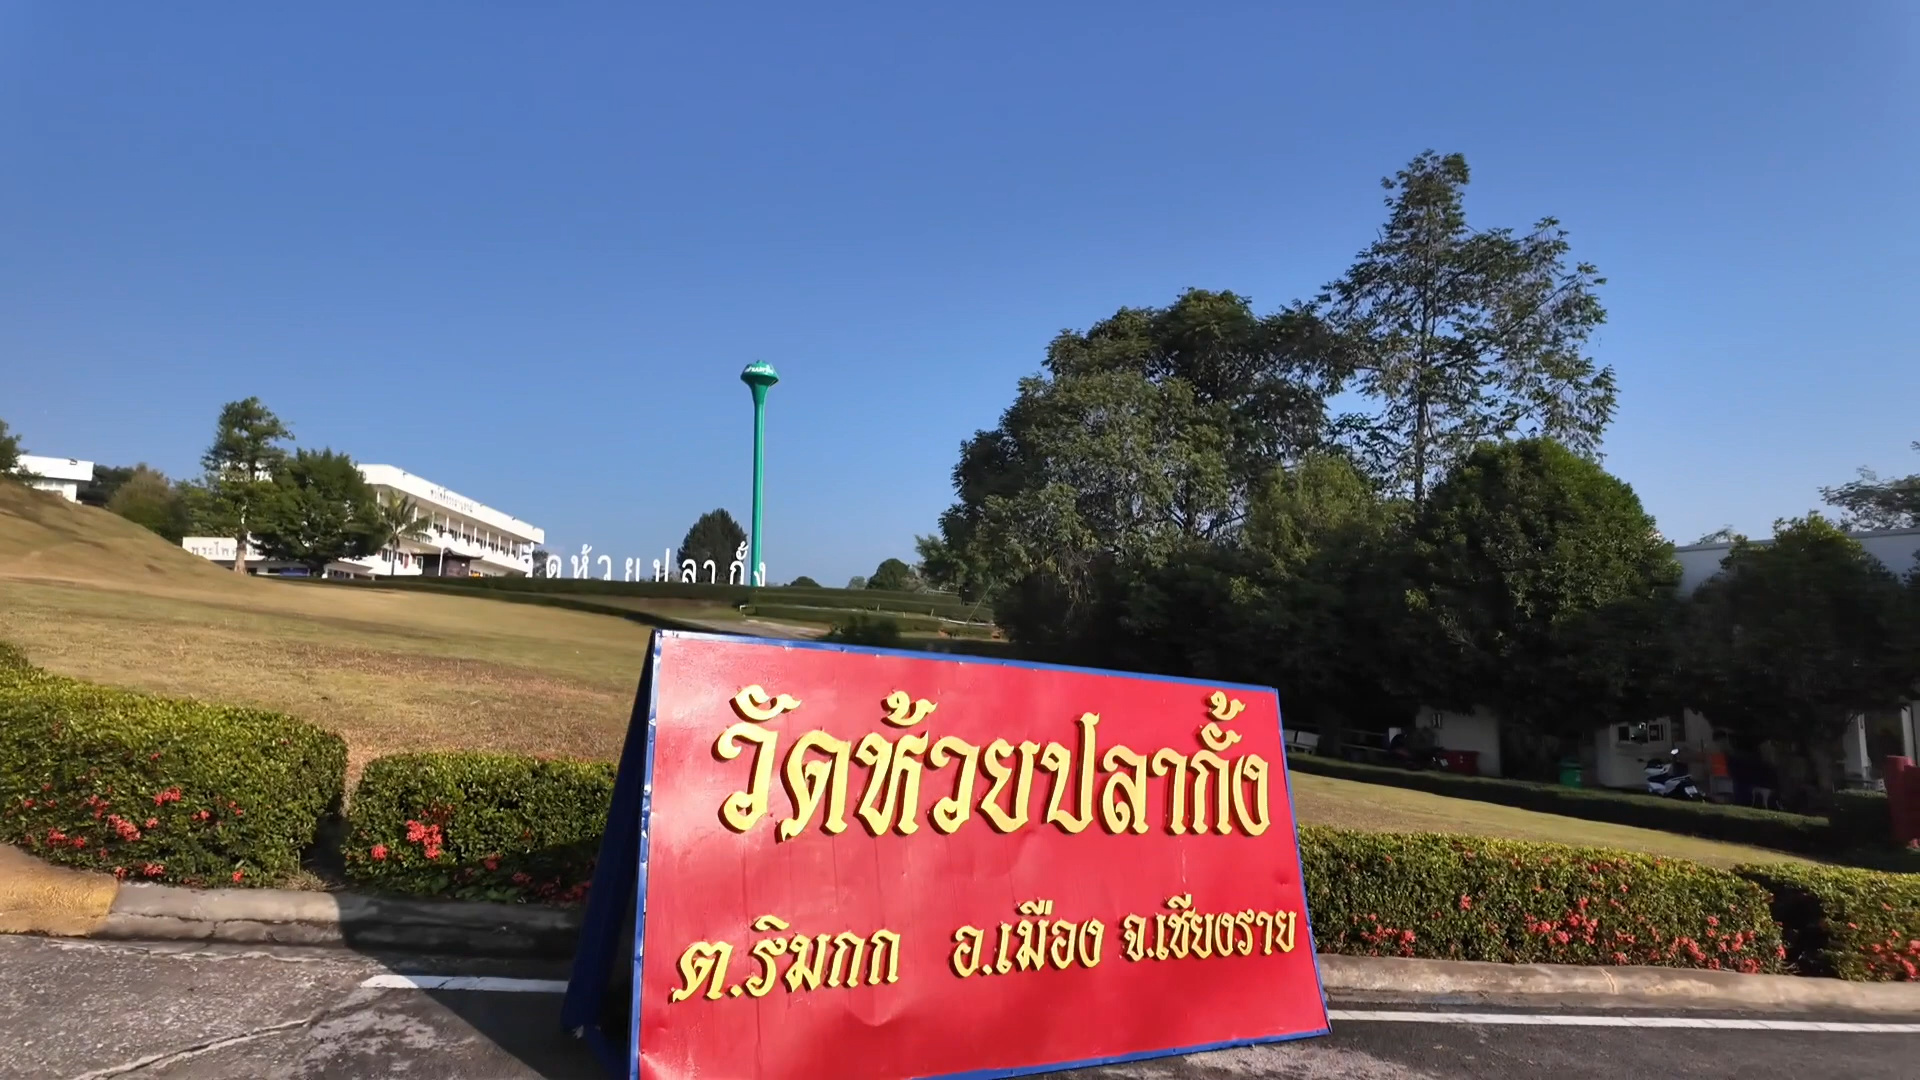 วัดห้วยปลากั้ง
วัดห้วยปลากั้ง
ต.ริมกก อ.เมือง จ.เชียงราย